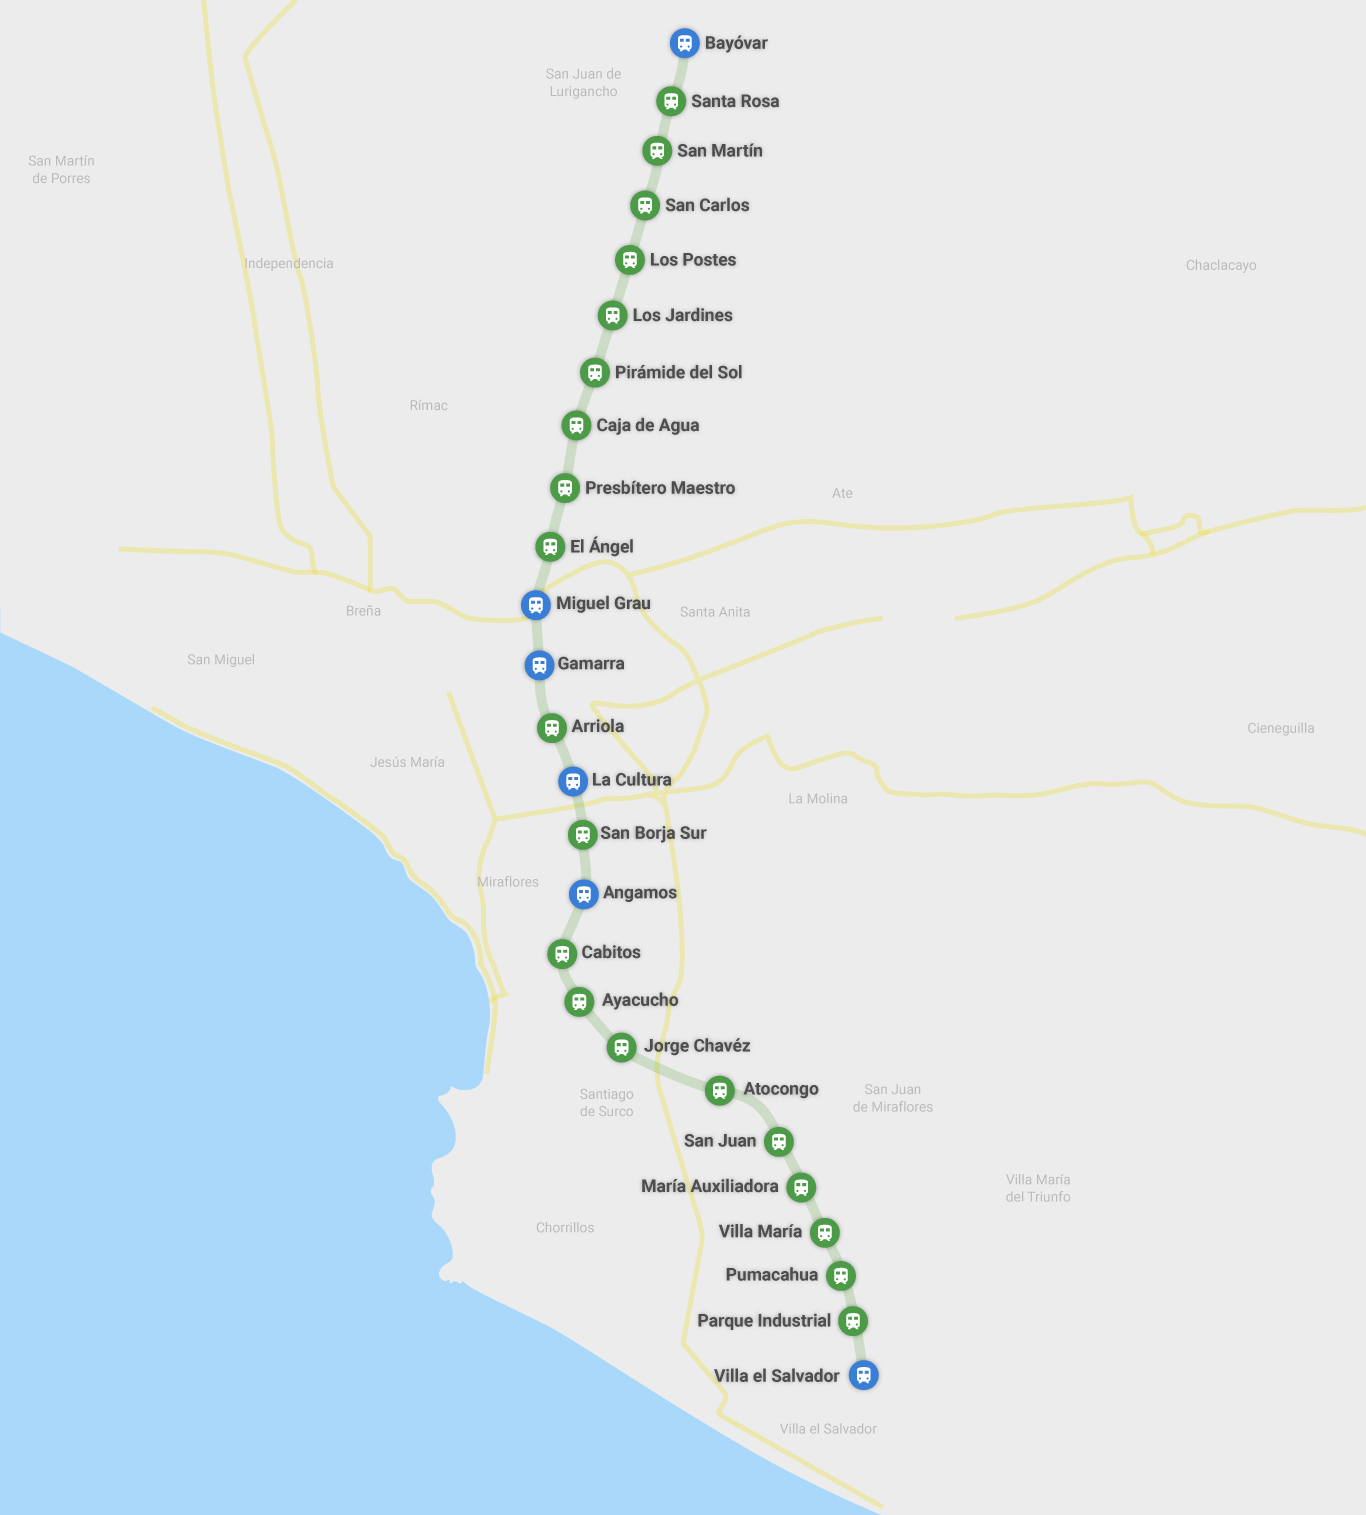 Bayóvar
San Juan de
Lurigancho
Santa Rosa
San Martín
San Martín
de Porres
San Carlos
Los Postes
Independencia
Chaclacayo
Los Jardines
Pirámide del Sol
Rímac
Caja de Agua
Presbítero Maestro
Ate
El Ángel
Miguel Grau
Breña
Santa Anita
San Miguel
Gamarra
Arriola
Cieneguilla
Jesús María
La Cultura
La Molina
San Borja Sur
Miraflores
Angamos
Cabitos
Ayacucho
Jorge Chavéz
Atocongo
Santiago
de Surco
San Juan
de Miraflores
San Juan
María Auxiliadora
Villa María
del Triunfo
Chorrillos
Villa María
Pumacahua
Parque Industrial
Villa el Salvador
Villa el Salvador